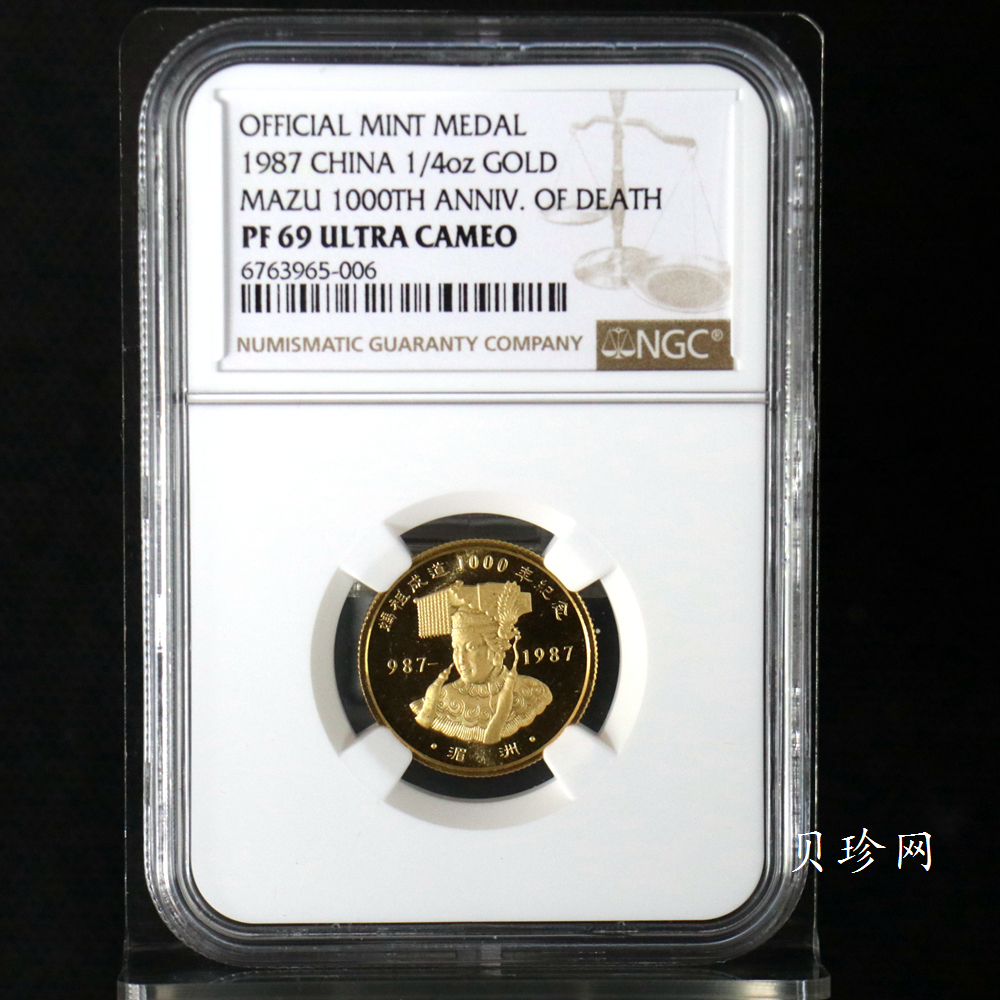 OFFICIAL MINT MEDAL
1987 CHINA 1/4oz GOLD
MAZU 1000TH ANNIV. OF DEATH
PF 69 ULTRA CAMEO
6763965-006
NUMISMATIC GUARANTY COMPANY
NGC®
媽祖成道1000年紀念
987-1987
·湄洲·
贝珍网